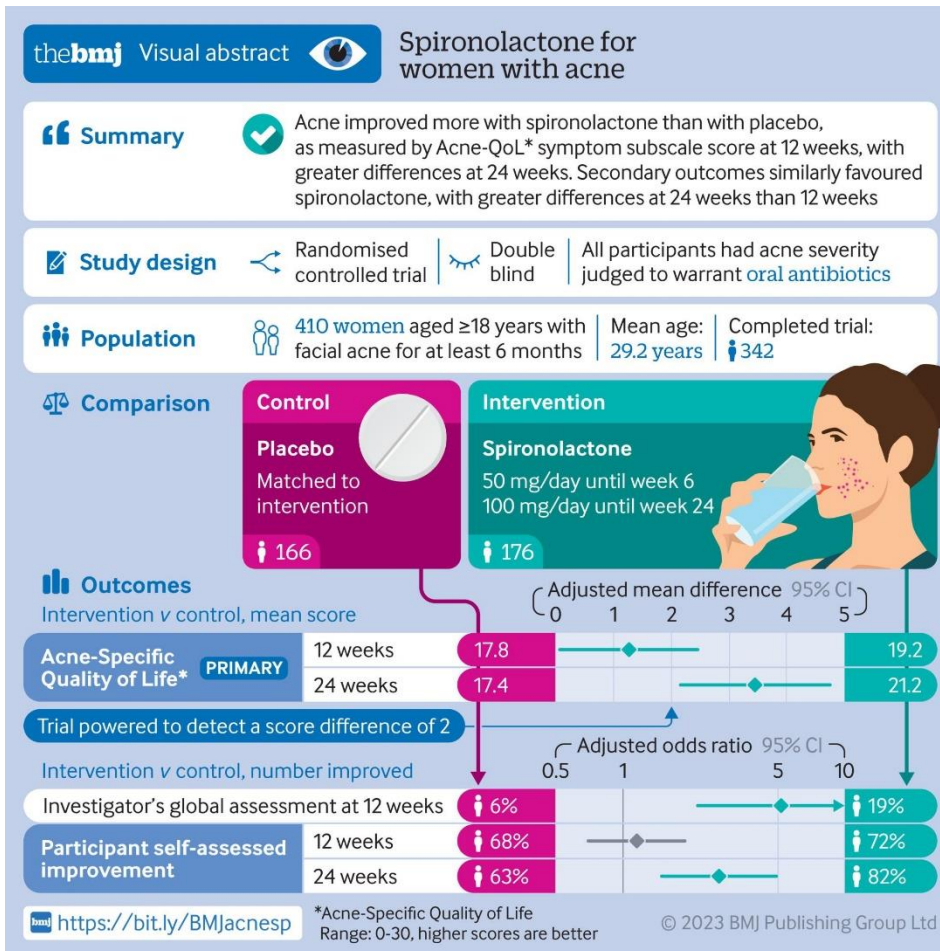 thebmj Visual abstract
Spironolactone for
women with acne
Summary
Acne improved more with spironolactone than with placebo,
as measured by Acne-QoL* symptom subscale score at 12 weeks, with
greater differences at 24 weeks. Secondary outcomes similarly favoured
spironolactone, with greater differences at 24 weeks than 12 weeks
Study design
Randomised
controlled trial
Double
blind
All participants had acne severity
judged to warrant oral antibiotics
Population
410 women aged ≥18 years with
facial acne for at least 6 months
Mean age:
29.2 years
Completed trial:
342
Comparison
Control
Placebo
Matched to
intervention
166
Intervention
Spironolactone
50 mg/day until week 6
100 mg/day until week 24
176
Outcomes
Intervention v control, mean score
Adjusted mean difference 95% CI
0 1 2 3 4 5
Acne-Specific
Quality of Life*
PRIMARY
12 weeks 17.8 19.2
24 weeks 17.4 21.2
Trial powered to detect a score difference of 2
Intervention v control, number improved
Adjusted odds ratio 95% CI
0.5 1 5 10
Investigator's global assessment at 12 weeks 6% 19%
Participant self-assessed
improvement
12 weeks 68% 72%
24 weeks 63% 82%
bmj https://bit.ly/BMJacnesp
*Acne-Specific Quality of Life
Range: 0-30, higher scores are better
© 2023 BMJ Publishing Group Ltd